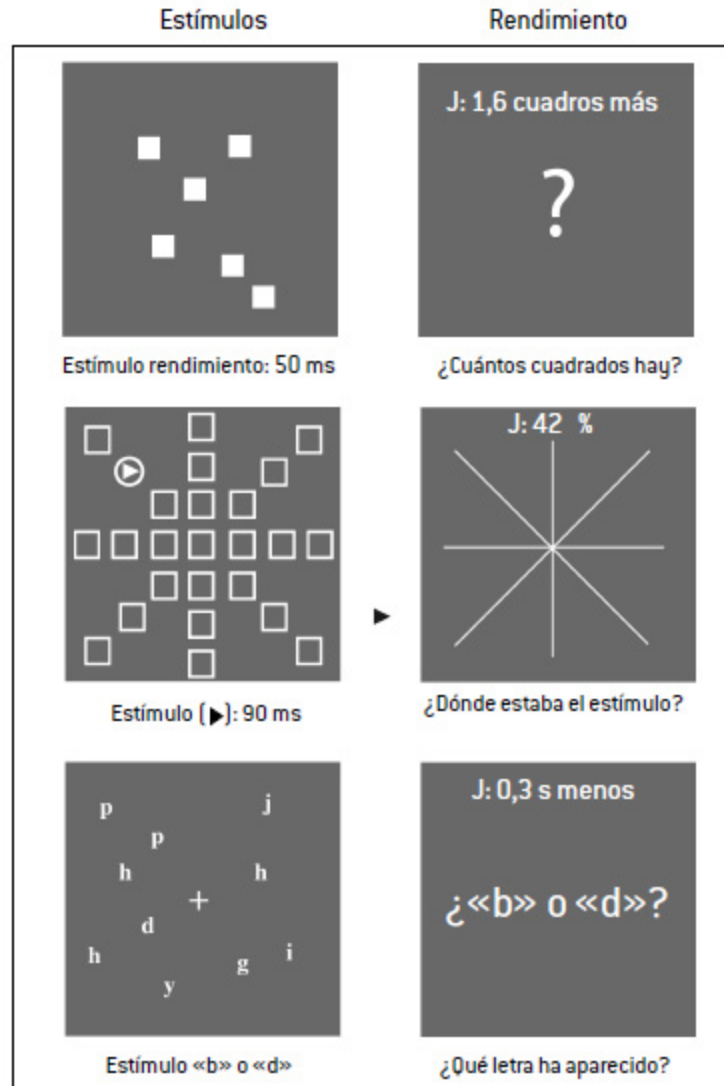 Estímulos
Rendimiento
J: 1,6 cuadros más
?
Estímulo rendimiento: 50 ms
¿Cuántos cuadrados hay?
J: 42 %
Estímulo (►): 90 ms
¿Dónde estaba el estímulo?
p
j
p
h
h
+
d
h
g
i
y
J: 0,3 s menos
¿«b» o «d»?
Estímulo «b» o «d»
¿Qué letra ha aparecido?